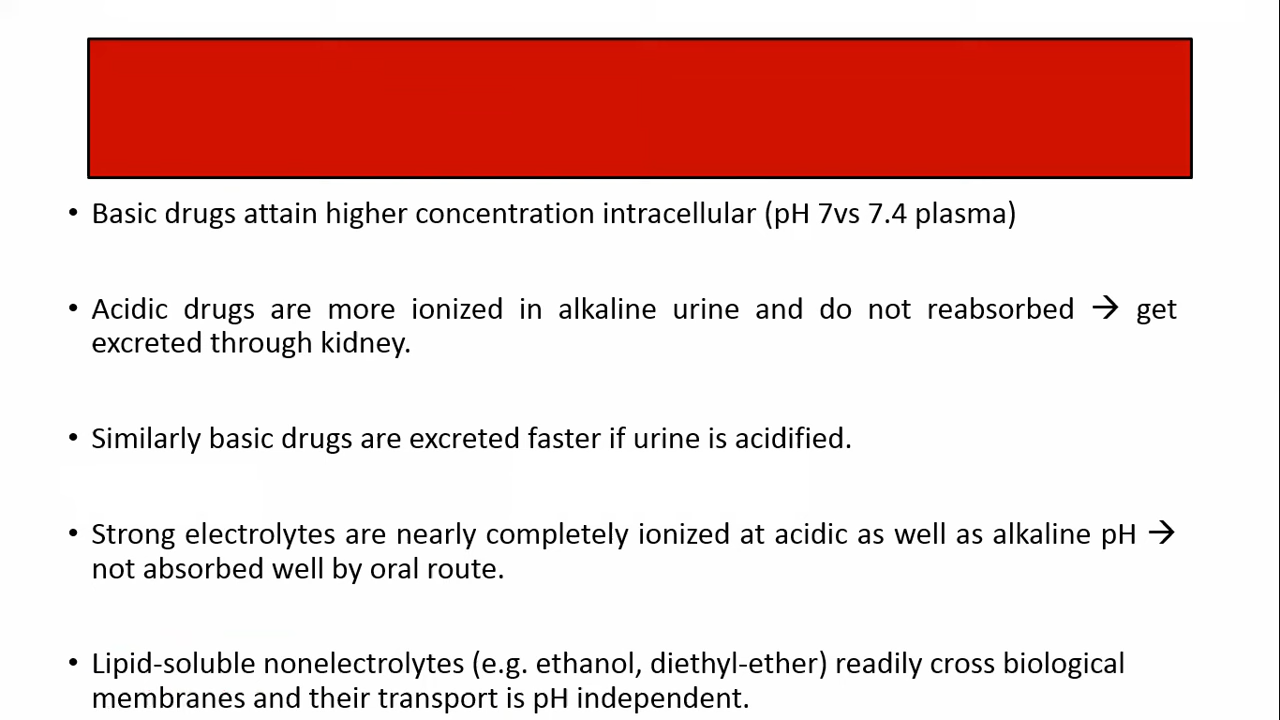 • Basic drugs attain higher concentration intracellular (pH 7vs 7.4 plasma)
• Acidic drugs are more ionized in alkaline urine and do not reabsorbed → get
excreted through kidney.
• Similarly basic drugs are excreted faster if urine is acidified.
• Strong electrolytes are nearly completely ionized at acidic as well as alkaline pH →
not absorbed well by oral route.
• Lipid-soluble nonelectrolytes (e.g. ethanol, diethyl-ether) readily cross biological
membranes and their transport is pH independent.